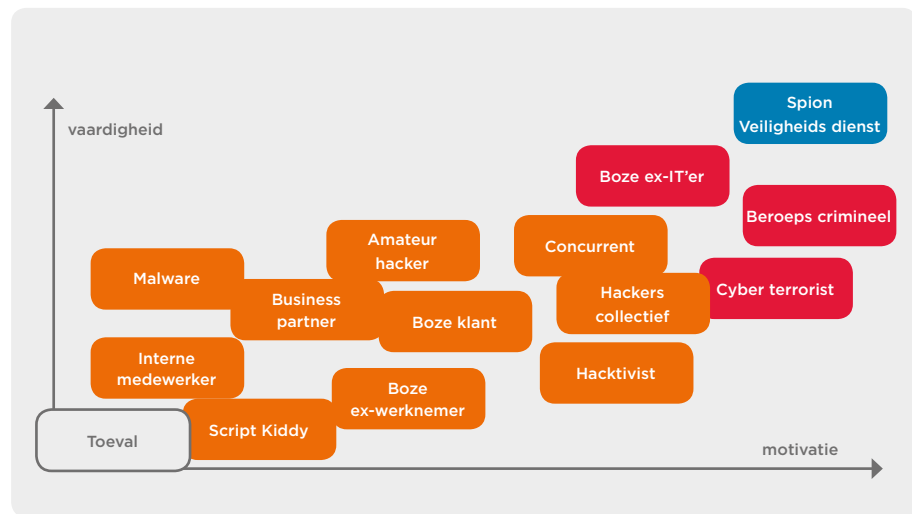 Spion
Veiligheids dienst
vaardigheid
Boze ex-IT’er
Beroeps crimineel
Amateur
hacker
Concurrent
Malware
Cyber terrorist
Business
partner
Hackers
collectief
Boze klant
Interne
medewerker
Hacktivist
Boze
ex-werknemer
Script Kiddy
Toeval
motivatie